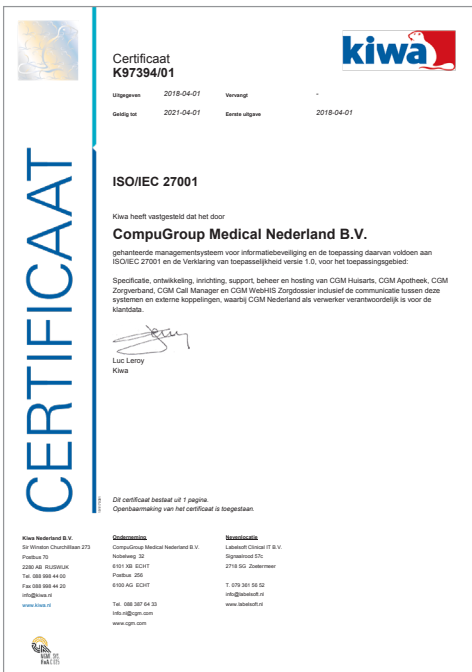 kiwa
Certificaat
K97394/01
Uitgegeven 2018-04-01 Vervangt -
Geldig tot 2021-04-01 Eerste uitgave 2018-04-01
CERTIFICAAT
ISO/IEC 27001
Kiwa heeft vastgesteld dat het door
CompuGroup Medical Nederland B.V.
gehanteerde managementsysteem voor informatiebeveiliging en de toepassing daarvan voldoen aan
ISO/IEC 27001 en de Verklaring van toepasselijkheid versie 1.0, voor het toepassingsgebied:
Specificatie, ontwikkeling, inrichting, support, beheer en hosting van CGM Huisarts, CGM Apotheek, CGM
Zorgverband, CGM Call Manager en CGM WebHIS Zorgdossier inclusief de communicatie tussen deze
systemen en externe koppelingen, waarbij CGM Nederland als verwerker verantwoordelijk is voor de
klantdata.
Luc Leroy
Kiwa
Dit certificaat bestaat uit 1 pagina.
Openbaarmaking van het certificaat is toegestaan.
Kiwa Nederland B.V.
Sir Winston Churchilllaan 273
Postbus 70
2280 AB RIJSWIJK
Tel. 088 998 44 00
Fax 088 998 44 20
info@kiwa.nl
www.kiwa.nl
Onderneming
CompuGroup Medical Nederland B.V.
Nobelweg 32
6101 XB ECHT
Postbus 256
6100 AG ECHT
Tel. 088 387 64 33
info.nl@cgm.com
www.cgm.com
Nevenlocatie
Labelsoft Clinical IT B.V.
Signaalrood 57c
2718 SG Zoetermeer
T. 079 361 56 52
info@labelsoft.nl
www.labelsoft.nl